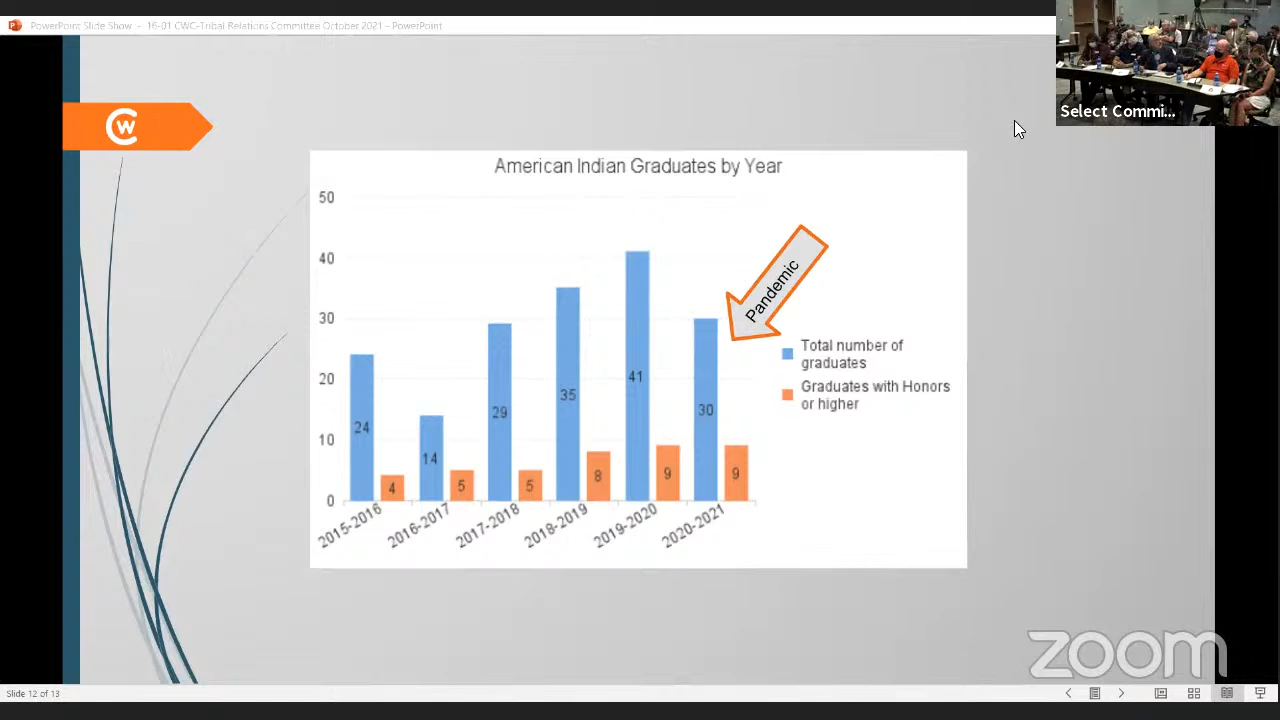 PowerPoint Slide Show - 16-01 CWC-Tribal Relations Committee October 2021 - PowerPoint
Select Commi...
CW
American Indian Graduates by Year
50
40
30
20
10
0
Pandemic
24
4
14
5
29
5
35
8
41
9
30
9
2015-2016
2016-2017
2017-2018
2018-2019
2019-2020
2020-2021
Total number of
graduates
Graduates with Honors
or higher
zoom
Slide 12 of 13